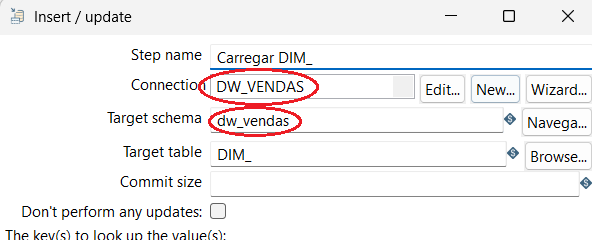 Insert / update
Step name Carregar DIM_
Connection DW_VENDAS Edit... New... Wizard...
Target schema dw_vendas Navega...
Target table DIM_ Browse...
Commit size
Don't perform any updates:
The key(s) to look up the value(s):